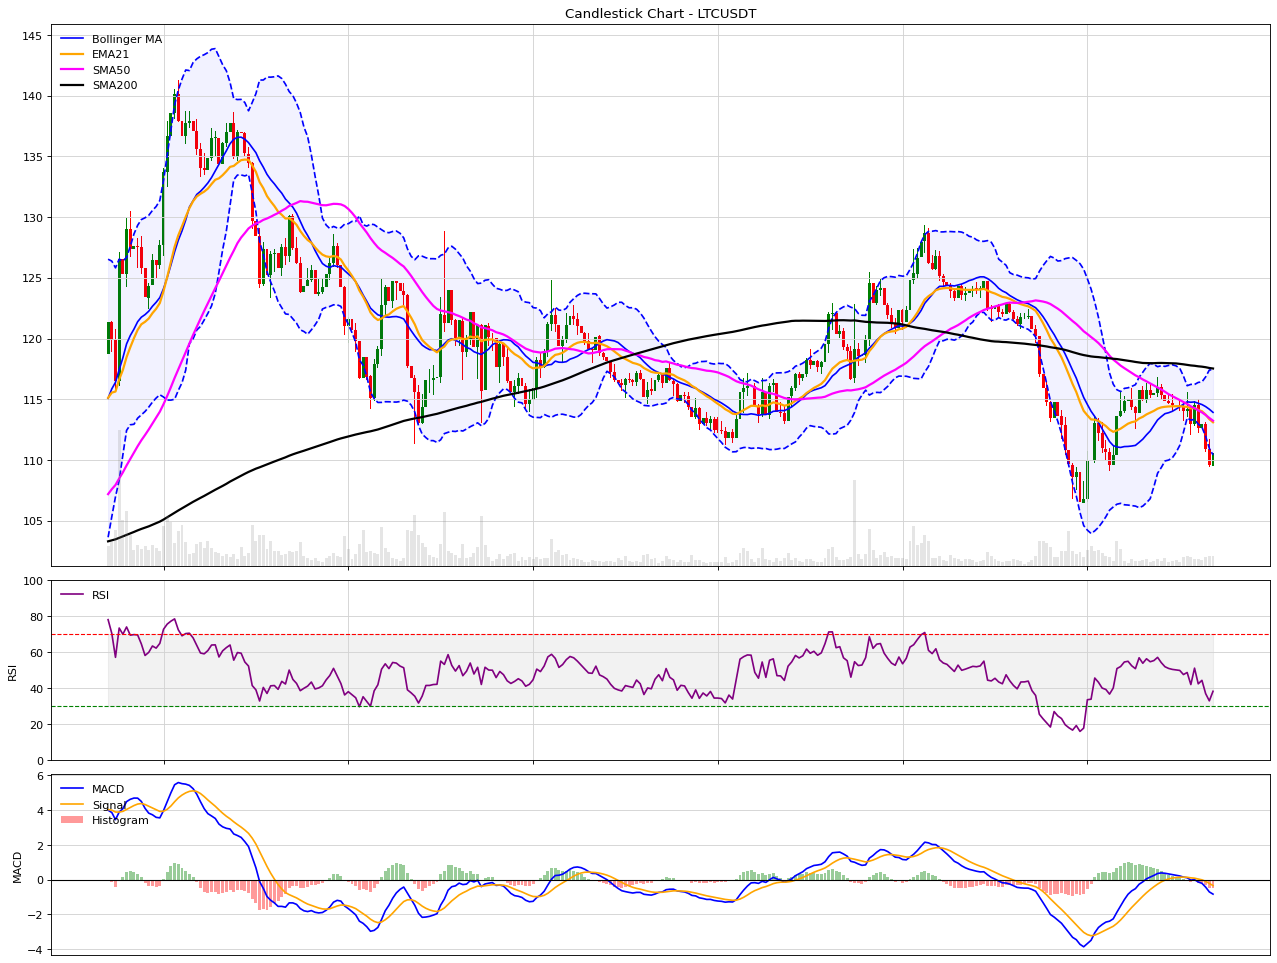 Candlestick Chart - LTCUSDT
145
140
135
130
125
120
115
110
105
Bollinger MA
EMA21
SMA50
SMA200
100
80
60
40
20
0
RSI
RSI
6
4
2
0
−2
−4
MACD
MACD
Signal
Histogram